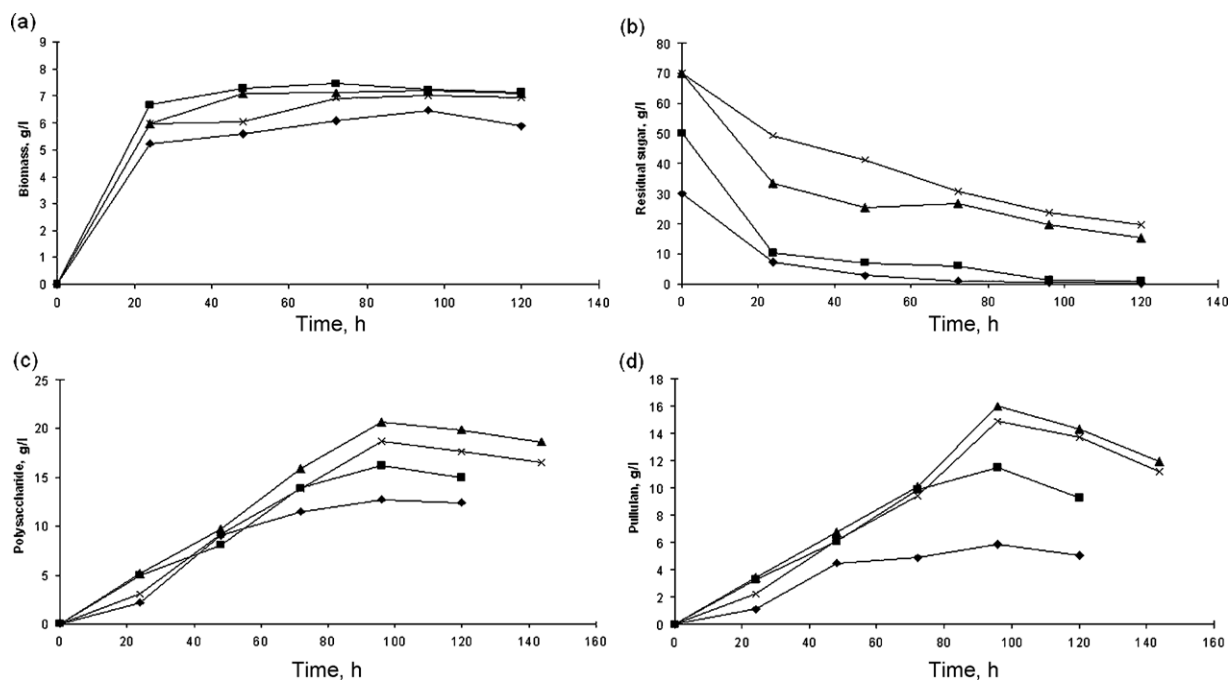 (a)
9
8
7
6
5
4
3
2
1
0
Biomass, g/l
0 20 40 60 80 100 120 140
Time, h
(b)
80
70
60
50
40
30
20
10
0
Residual sugar, g/l
0 20 40 60 80 100 120 140
Time, h
(c)
25
20
15
10
5
0
Polysaccharide, g/l
0 20 40 60 80 100 120 140 160
Time, h
(d)
18
16
14
12
10
8
6
4
2
0
Pullulan, g/l
0 20 40 60 80 100 120 140 160
Time, h